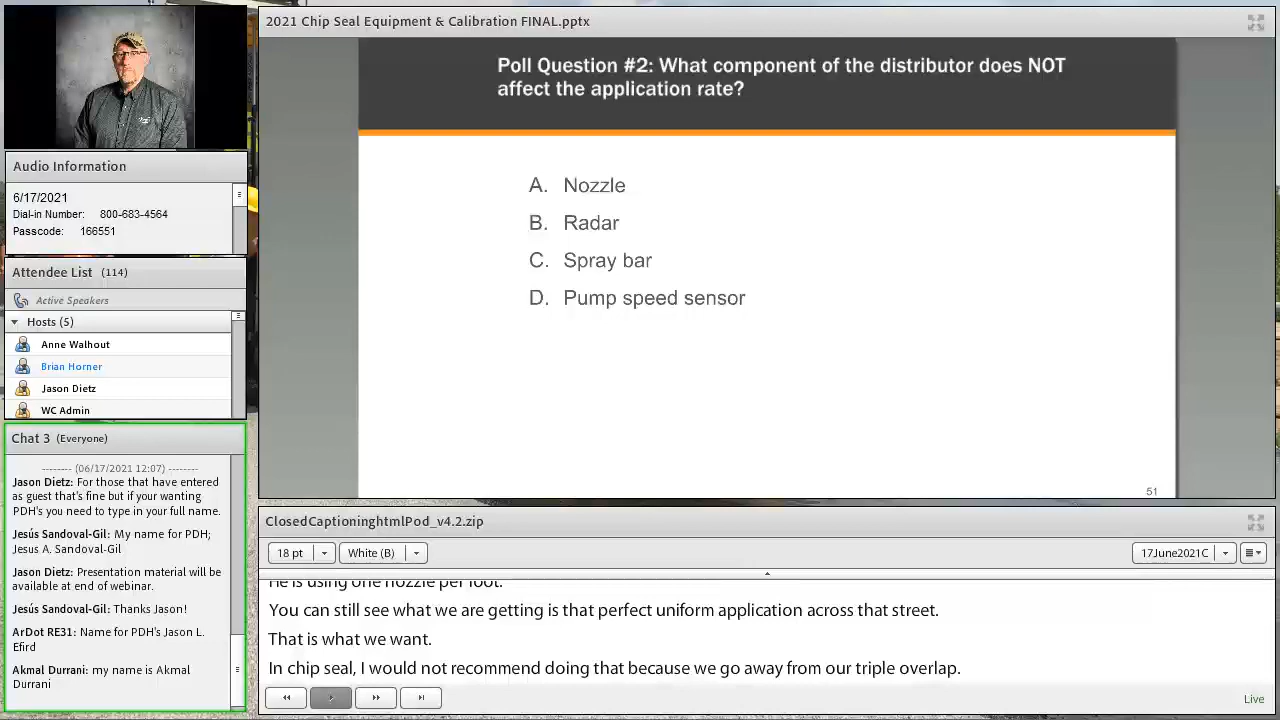 2021 Chip Seal Equipment & Calibration FINAL.pptx
Poll Question #2: What component of the distributor does NOT
affect the application rate?
A. Nozzle
B. Radar
C. Spray bar
D. Pump speed sensor
51
Audio Information
6/17/2021
Dial-in Number: 800-683-4564
Passcode: 166551
Attendee List (114)
Active Speakers
Hosts (5)
Anne Walhout
Brian Horner
Jason Dietz
WC Admin
Chat 3 (Everyone)
-------- (06/17/2021 12:07) --------
Jason Dietz: For those that have entered
as guest that's fine but if your wanting
PDH's you need to type in your full name.
Jesús Sandoval-Gil: My name for PDH;
Jesus A. Sandoval-Gil
Jason Dietz: Presentation material will be
available at end of webinar.
Jesús Sandoval-Gil: Thanks Jason!
ArDot RE31: Name for PDH's Jason L.
Efird
Akmal Durrani: my name is Akmal
Durrani
ClosedCaptioninghtmlPod_v4.2.zip
18 pt
White (B)
17June2021C
He is using one nozzle per foot.
You can still see what we are getting is that perfect uniform application across that street.
That is what we want.
In chip seal, I would not recommend doing that because we go away from our triple overlap.
Live